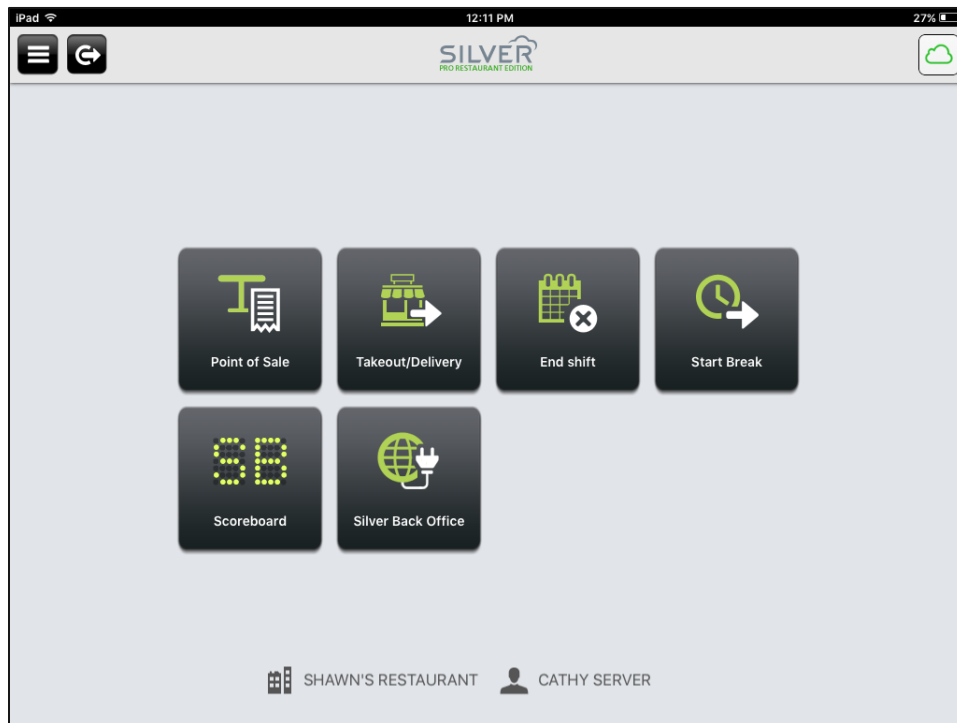 iPad 12:11 PM 27%
SILVER
PRO RESTAURANT EDITION
Point of Sale Takeout/Delivery End shift Start Break
SB
Scoreboard Silver Back Office
SHAWN'S RESTAURANT CATHY SERVER